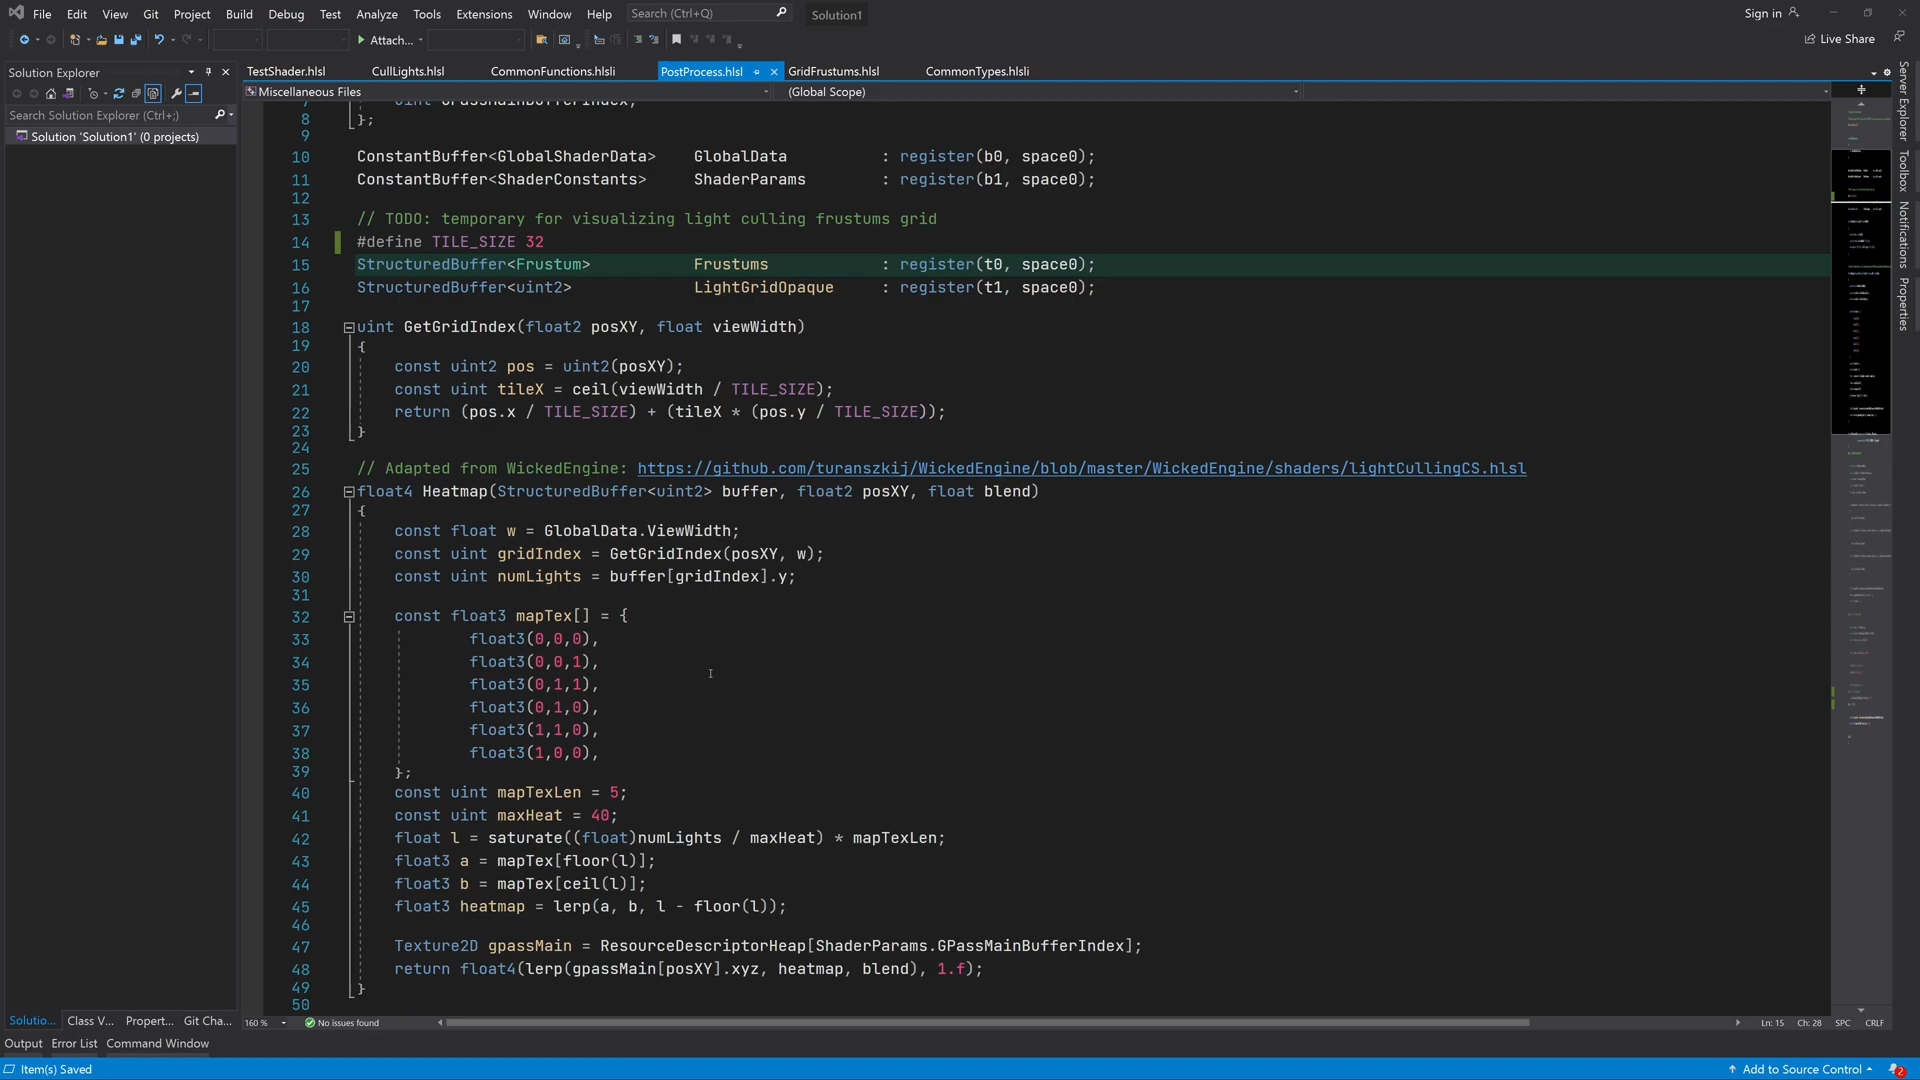 File Edit View Git Project Build Debug Test Analyze Tools Extensions Window Help Search (Ctrl+Q) Solution1 Sign in
Attach... Live Share
Solution Explorer
TestShader.hlsl CullLights.hlsl CommonFunctions.hlsli PostProcess.hlsl GridFrustums.hlsl CommonTypes.hlsli
Miscellaneous Files (Global Scope)
Search Solution Explorer (Ctrl+;)
Solution 'Solution1' (0 projects)
8 };
9
10 ConstantBuffer<GlobalShaderData> GlobalData : register(b0, space0);
11 ConstantBuffer<ShaderConstants> ShaderParams : register(b1, space0);
12
13 // TODO: temporary for visualizing light culling frustums grid
14 #define TILE_SIZE 32
15 StructuredBuffer<Frustum> Frustums : register(t0, space0);
16 StructuredBuffer<uint2> LightGridOpaque : register(t1, space0);
17
18 uint GetGridIndex(float2 posXY, float viewWidth)
19 {
20 const uint2 pos = uint2(posXY);
21 const uint tileX = ceil(viewWidth / TILE_SIZE);
22 return (pos.x / TILE_SIZE) + (tileX * (pos.y / TILE_SIZE));
23 }
24
25 // Adapted from WickedEngine: https://github.com/turanszkij/WickedEngine/blob/master/WickedEngine/shaders/lightCullingCS.hlsl
26 float4 Heatmap(StructuredBuffer<uint2> buffer, float2 posXY, float blend)
27 {
28 const float w = GlobalData.ViewWidth;
29 const uint gridIndex = GetGridIndex(posXY, w);
30 const uint numLights = buffer[gridIndex].y;
31
32 const float3 mapTex[] = {
33 float3(0,0,0),
34 float3(0,0,1),
35 float3(0,1,1),
36 float3(0,1,0),
37 float3(1,1,0),
38 float3(1,0,0),
39 };
40 const uint mapTexLen = 5;
41 const uint maxHeat = 40;
42 float l = saturate((float)numLights / maxHeat) * mapTexLen;
43 float3 a = mapTex[floor(l)];
44 float3 b = mapTex[ceil(l)];
45 float3 heatmap = lerp(a, b, l - floor(l));
46
47 Texture2D gpassMain = ResourceDescriptorHeap[ShaderParams.GPassMainBufferIndex];
48 return float4(lerp(gpassMain[posXY].xyz, heatmap, blend), 1.f);
49 }
50
Server Explorer
Toolbox
Notifications
Properties
Solutio... Class V... Propert... Git Cha... 160 % No issues found Ln: 15 Ch: 28 SPC CRLF
Output Error List Command Window
Item(s) Saved Add to Source Control 2